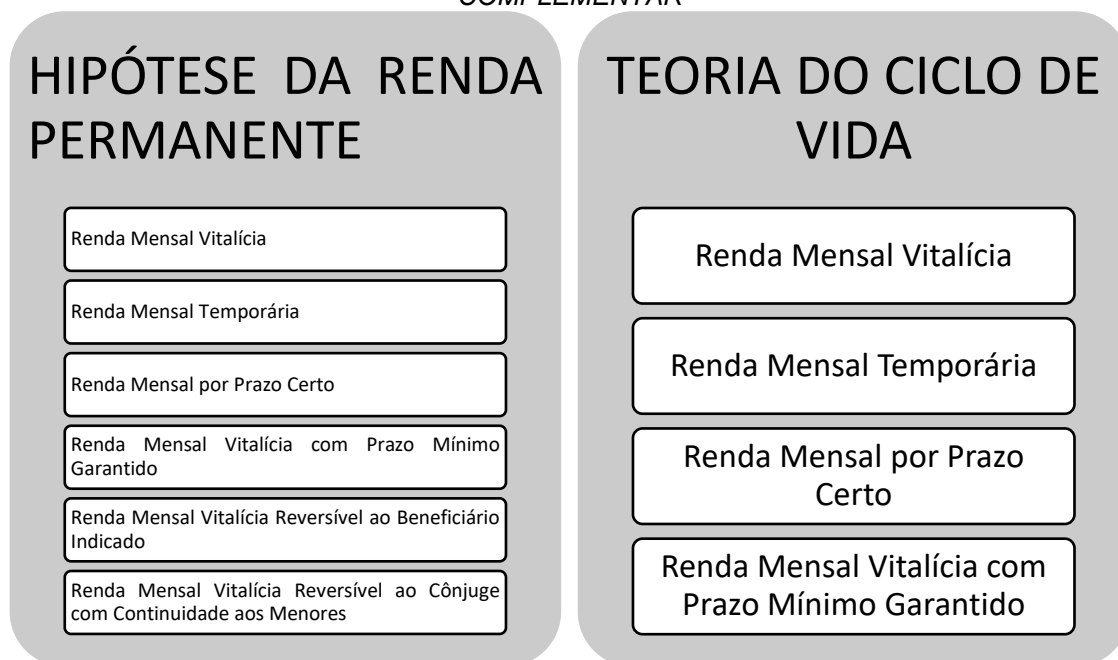 COMPLEMENTAR
HIPÓTESE DA RENDA
PERMANENTE
Renda Mensal Vitalícia
Renda Mensal Temporária
Renda Mensal por Prazo Certo
Renda Mensal Vitalícia com Prazo Mínimo
Garantido
Renda Mensal Vitalícia Reversível ao Beneficiário
Indicado
Renda Mensal Vitalícia Reversível ao Cônjuge
com Continuidade aos Menores
TEORIA DO CICLO DE
VIDA
Renda Mensal Vitalícia
Renda Mensal Temporária
Renda Mensal por Prazo
Certo
Renda Mensal Vitalícia com
Prazo Mínimo Garantido